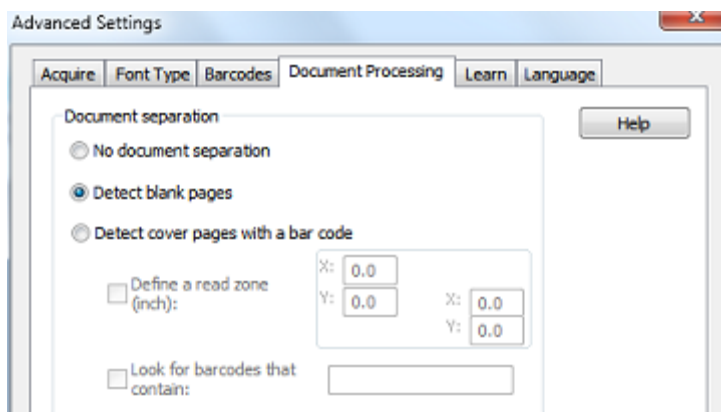 Advanced Settings
Acquire Font Type Barcodes Document Processing Learn Language
Document separation
Help
No document separation
Detect blank pages
Detect cover pages with a bar code
X: 0.0
Define a read zone
(inch):
Y: 0.0 X: 0.0
Y: 0.0
Look for barcodes that
contain: